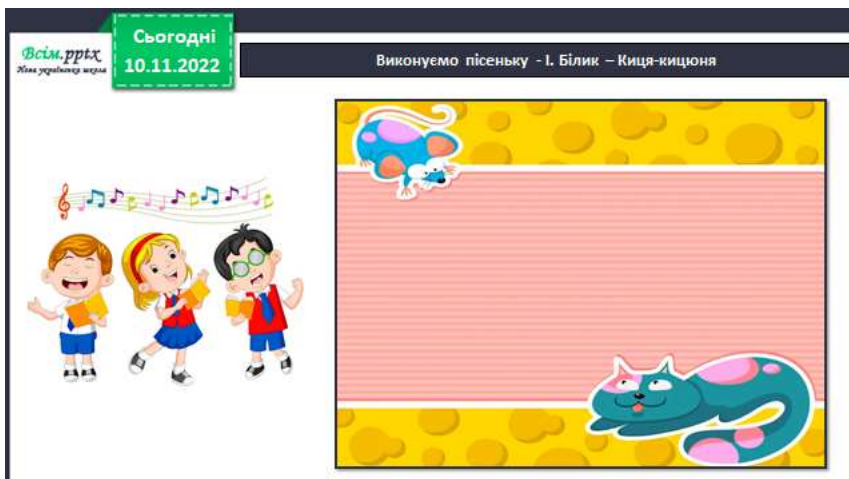 Всім.pptx
Нова українська школа
Сьогодні
10.11.2022
Виконуємо пісеньку - І. Білик – Киця-кицюня